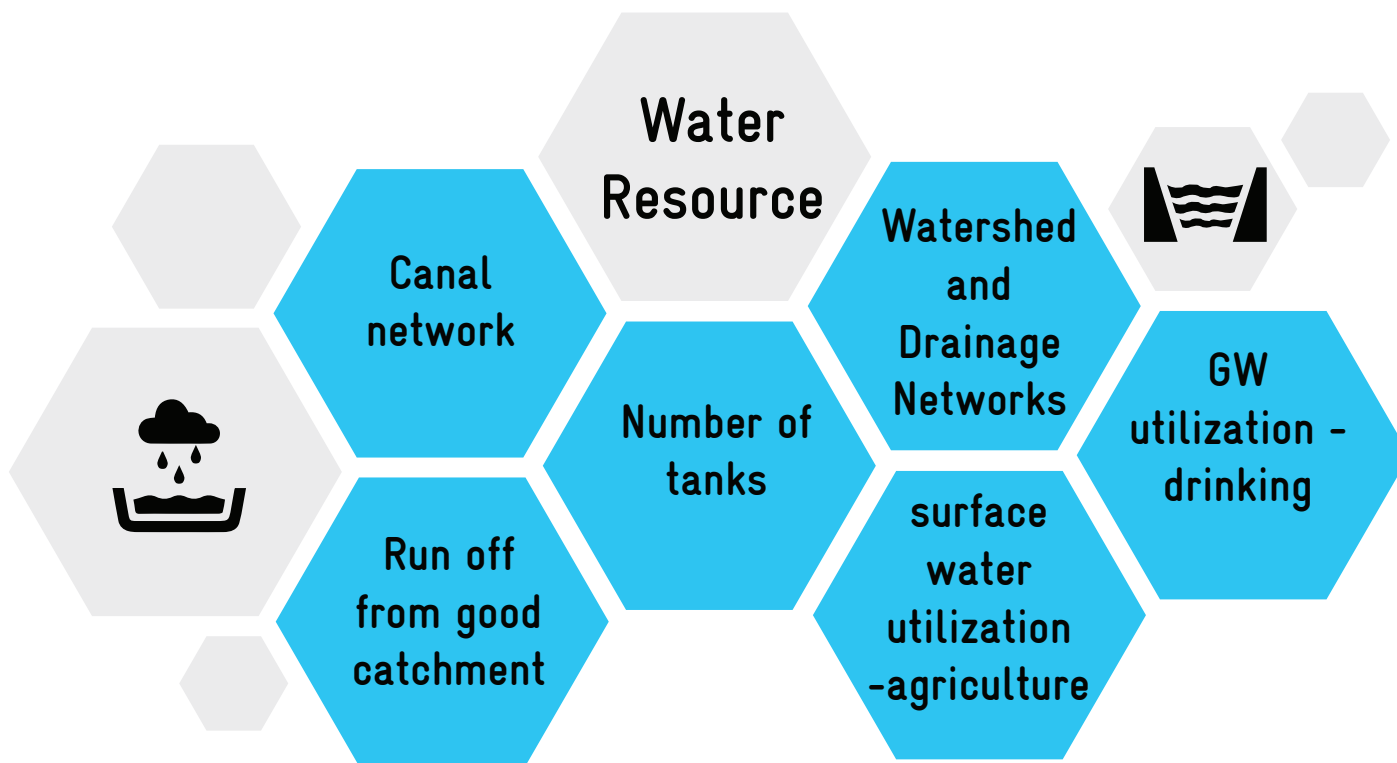 Water
Resource
Canal
network
Watershed
and
Drainage
Networks
Number of
tanks
GW
utilization -
drinking
Run off
from good
catchment
surface
water
utilization
-agriculture